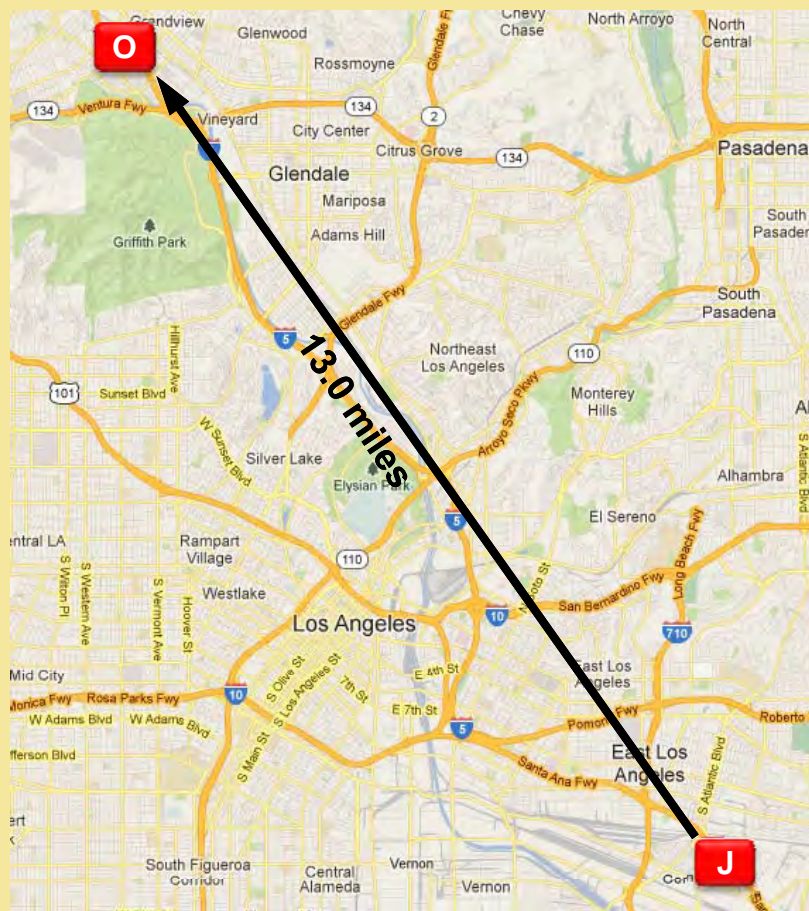 Grandview
O
Glenwood
Chevy
Chase
North Arroyo
North
Central
Rossmoyne
Glendale Fwy
134
Ventura Fwy
Vineyard
134
2
City Center
Citrus Grove
134
Pasadena
5
Glendale
Mariposa
Adams Hill
Griffith Park
South
South
Pasadena
Glendale Fwy
5
13.0 miles
Northeast
Los Angeles
110
Hillhurst Ave
101
Sunset Blvd
W Sunset Blvd
Arroyo Seco Pkwy
Monterey
Hills
Silver Lake
Elysian Park
S Atlantic Blvd
Alhambra
5
El Sereno
Rampart
Village
110
Long Beach Fwy
S Wilton Pl
S Western Ave
S Vermont Ave
Hoover St
Westlake
N Soto St
10
San Bernardino Fwy
Los Angeles
710
Mid City
S Olive St
S Los Angeles St
7th St
E 4th St
East Los
Angeles
Rosa Parks Fwy
10
W Adams Blvd
W Adams Blvd
E 7th St
5
Roberto
S Main St
Santa Ana Fwy
East Los
Angeles
S Atlantic Blvd
South Figueroa
Corridor
Central
Alameda
Vernon
Vernon
J